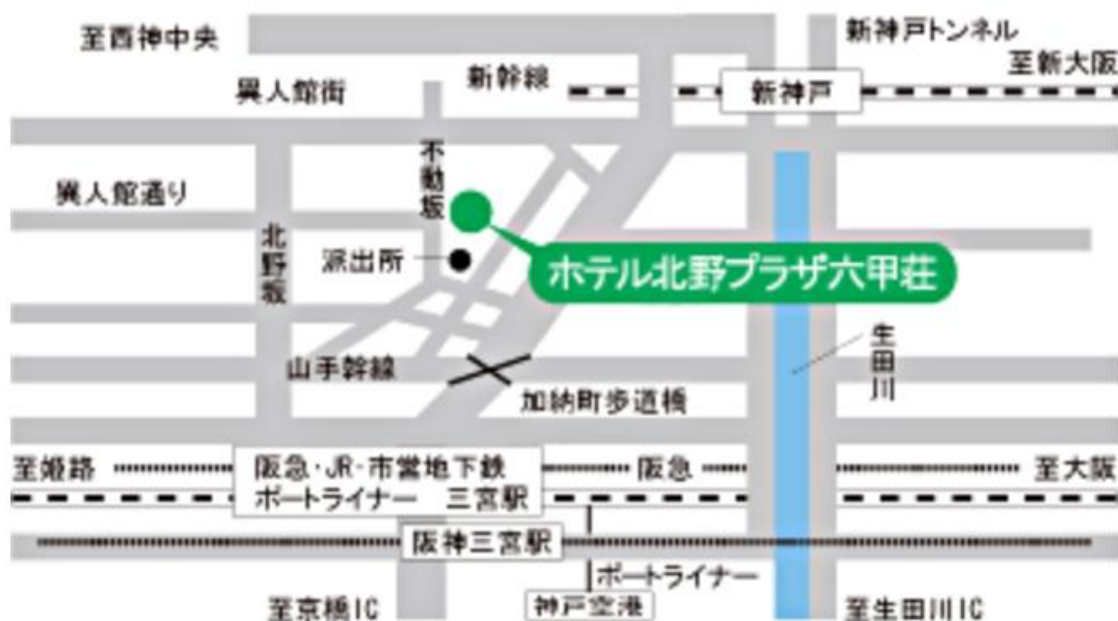 至西神中央
新神戸トンネル
新幹線
至新大阪
異人館街
新神戸
不動坂
異人館通り
北野坂
派出所
ホテル北野プラザ六甲荘
生田川
山手幹線
加納町歩道橋
至姫路
阪急・JR・市営地下鉄
ポートライナー 三宮駅
阪急
至大阪
阪神三宮駅
ポートライナー
至京橋IC
神戸空港
至生田川IC